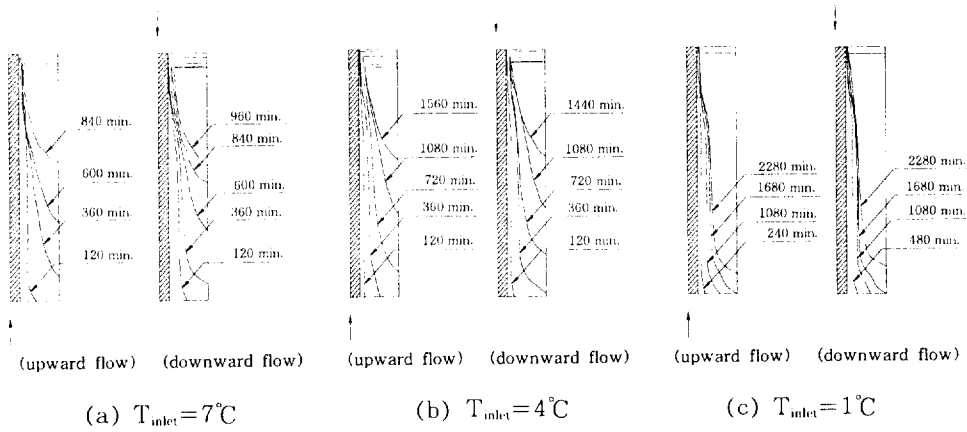 840 min.
600 min.
360 min.
120 min.
960 min.
840 min.
600 min.
360 min.
120 min.
1560 min.
1080 min.
720 min.
360 min.
120 min.
1440 min.
1080 min.
720 min.
360 min.
120 min.
2280 min.
1680 min.
1080 min.
240 min.
2280 min.
1680 min.
1080 min.
480 min.
(upward flow) (downward flow) (upward flow) (downward flow) (upward flow) (downward flow)
(a) Tinlet=7℃ (b) Tinlet=4℃ (c) Tinlet=1℃